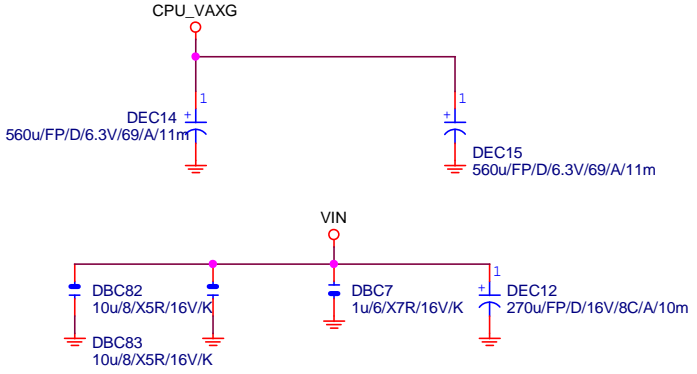 CPU_VAXG
1
1
DEC14
+
+
560u/FP/D/6.3V/69/A/11m
DEC15
560u/FP/D/6.3V/69/A/11m
VIN
1
DBC82
DBC7
+
DEC12
10u/8/X5R/16V/K
1u/6/X7R/16V/K
270u/FP/D/16V/8C/A/10m
DBC83
10u/8/X5R/16V/K